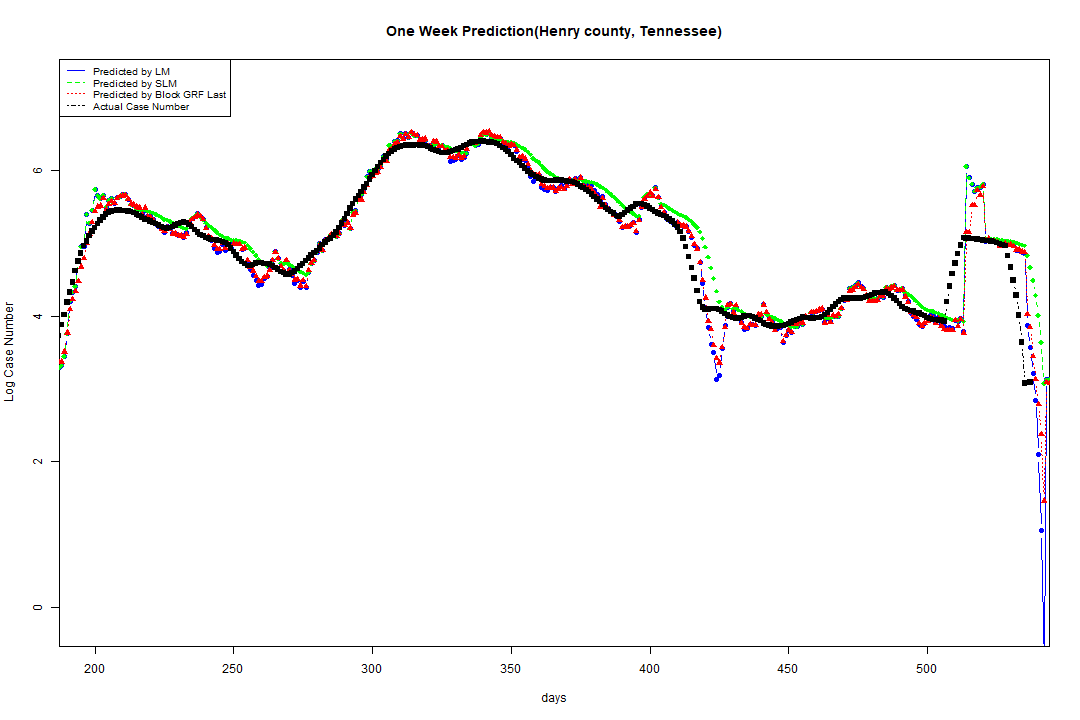 One Week Prediction(Henry county, Tennessee)
Predicted by LM
Predicted by SLM
Predicted by Block GRF Last
Actual Case Number
Log Case Number
6
4
2
0
200 250 300 350 400 450 500
days